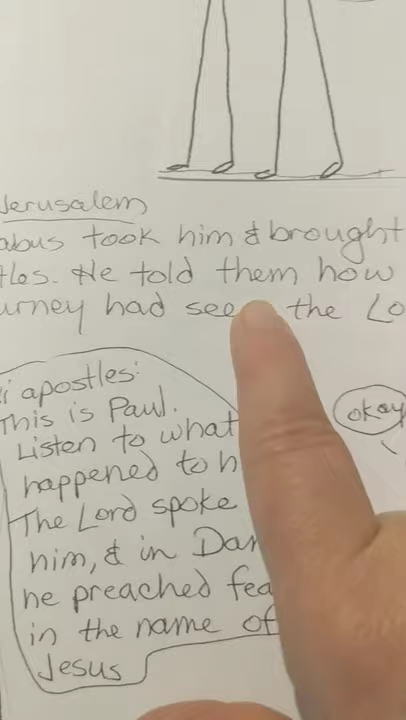 Jerusalem
abus took him & brought
tles. He told them how
urney had see the Lo
i apostles:
This is Paul.
Listen to what
happened to h
The Lord spoke
him, & in Dam
he preached fea
in the name of
Jesus
okay